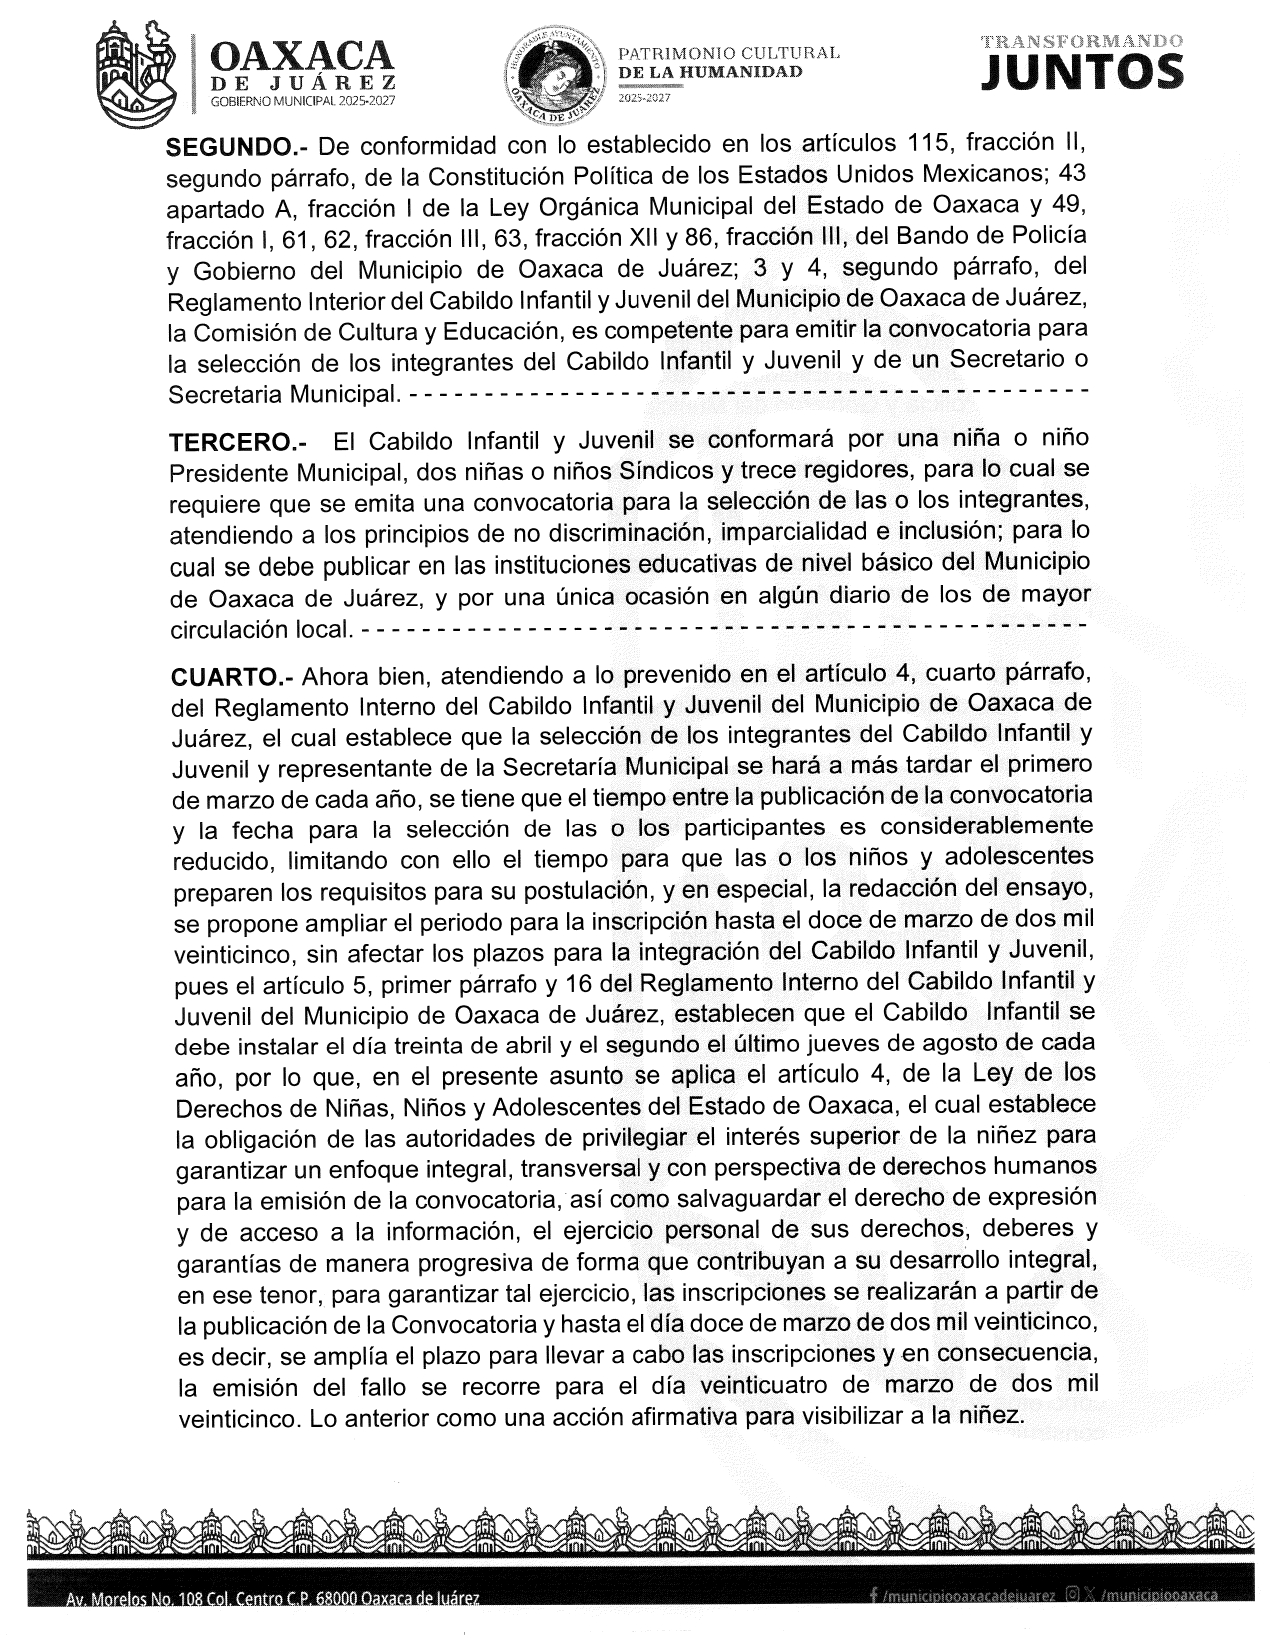 OAXACA
DE JUÁREZ
GOBIERNO MUNICIPAL 2025-2027
HONORABLE AYUNTAMIENTO
OAXACA DE JUÁREZ
PATRIMONIO CULTURAL
DE LA HUMANIDAD
2025-2027
TRANSFORMANDO
JUNTOS
SEGUNDO.- De conformidad con lo establecido en los artículos 115, fracción II,
segundo párrafo, de la Constitución Política de los Estados Unidos Mexicanos; 43
apartado A, fracción I de la Ley Orgánica Municipal del Estado de Oaxaca y 49,
fracción I, 61, 62, fracción III, 63, fracción XII y 86, fracción III, del Bando de Policía
y Gobierno del Municipio de Oaxaca de Juárez; 3 y 4, segundo párrafo, del
Reglamento Interior del Cabildo Infantil y Juvenil del Municipio de Oaxaca de Juárez,
la Comisión de Cultura y Educación, es competente para emitir la convocatoria para
la selección de los integrantes del Cabildo Infantil y Juvenil y de un Secretario o
Secretaria Municipal. - - - - - - - - - - - - - - - - - - - - - - - - - - - - - - - - - - - - - - - - - - - - -
TERCERO.- El Cabildo Infantil y Juvenil se conformará por una niña o niño
Presidente Municipal, dos niñas o niños Síndicos y trece regidores, para lo cual se
requiere que se emita una convocatoria para la selección de las o los integrantes,
atendiendo a los principios de no discriminación, imparcialidad e inclusión; para lo
cual se debe publicar en las instituciones educativas de nivel básico del Municipio
de Oaxaca de Juárez, y por una única ocasión en algún diario de los de mayor
circulación local. - - - - - - - - - - - - - - - - - - - - - - - - - - - - - - - - - - - - - - - - - - - - - - - -
CUARTO.- Ahora bien, atendiendo a lo prevenido en el artículo 4, cuarto párrafo,
del Reglamento Interno del Cabildo Infantil y Juvenil del Municipio de Oaxaca de
Juárez, el cual establece que la selección de los integrantes del Cabildo Infantil y
Juvenil y representante de la Secretaría Municipal se hará a más tardar el primero
de marzo de cada año, se tiene que el tiempo entre la publicación de la convocatoria
y la fecha para la selección de las o los participantes es considerablemente
reducido, limitando con ello el tiempo para que las o los niños y adolescentes
preparen los requisitos para su postulación, y en especial, la redacción del ensayo,
se propone ampliar el periodo para la inscripción hasta el doce de marzo de dos mil
veinticinco, sin afectar los plazos para la integración del Cabildo Infantil y Juvenil,
pues el artículo 5, primer párrafo y 16 del Reglamento Interno del Cabildo Infantil y
Juvenil del Municipio de Oaxaca de Juárez, establecen que el Cabildo Infantil se
debe instalar el día treinta de abril y el segundo el último jueves de agosto de cada
año, por lo que, en el presente asunto se aplica el artículo 4, de la Ley de los
Derechos de Niñas, Niños y Adolescentes del Estado de Oaxaca, el cual establece
la obligación de las autoridades de privilegiar el interés superior de la niñez para
garantizar un enfoque integral, transversal y con perspectiva de derechos humanos
para la emisión de la convocatoria, así como salvaguardar el derecho de expresión
y de acceso a la información, el ejercicio personal de sus derechos, deberes y
garantías de manera progresiva de forma que contribuyan a su desarrollo integral,
en ese tenor, para garantizar tal ejercicio, las inscripciones se realizarán a partir de
la publicación de la Convocatoria y hasta el día doce de marzo de dos mil veinticinco,
es decir, se amplía el plazo para llevar a cabo las inscripciones y en consecuencia,
la emisión del fallo se recorre para el día veinticuatro de marzo de dos mil
veinticinco. Lo anterior como una acción afirmativa para visibilizar a la niñez.
Av. Morelos No. 108 Col. Centro C.P. 68000 Oaxaca de Juárez
/municipiooaxacadejuarez /municipiooaxaca